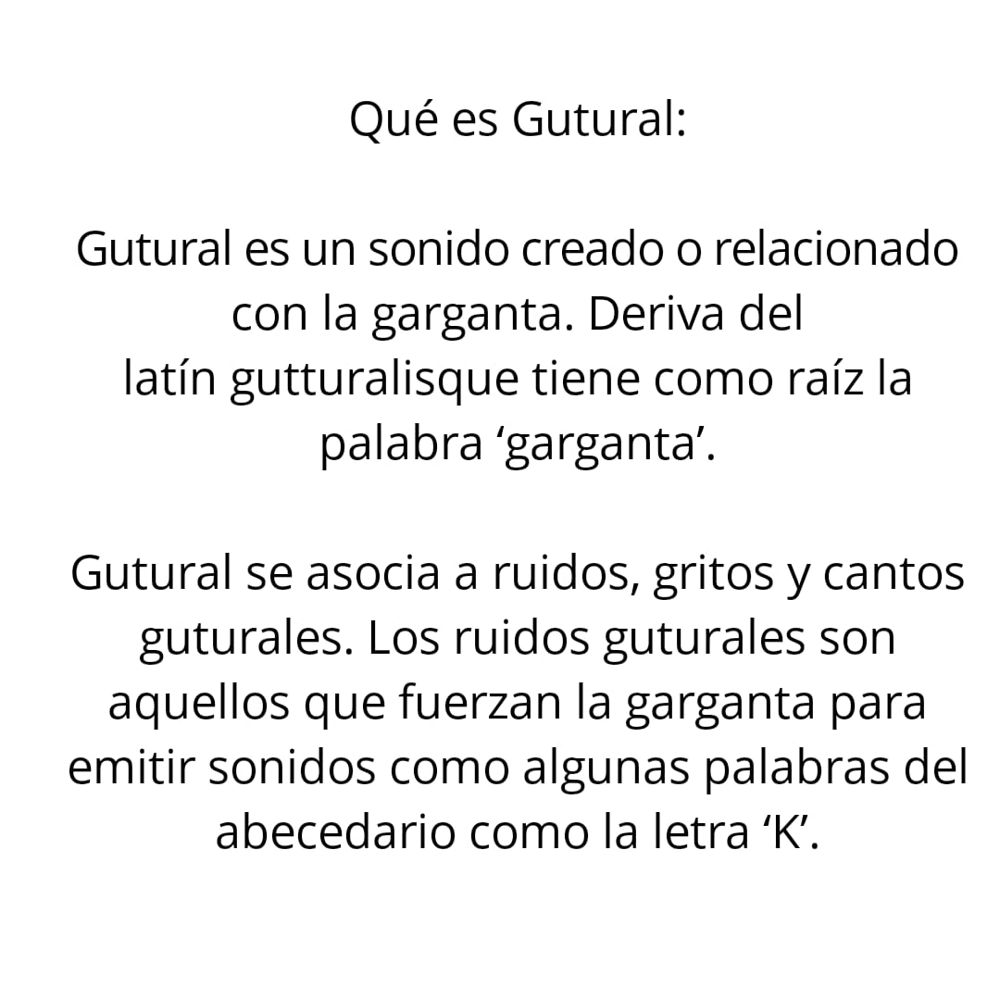 Qué es Gutural:
Gutural es un sonido creado o relacionado
con la garganta. Deriva del
latín gutturalisque tiene como raíz la
palabra ‘garganta’.
Gutural se asocia a ruidos, gritos y cantos
guturales. Los ruidos guturales son
aquellos que fuerzan la garganta para
emitir sonidos como algunas palabras del
abecedario como la letra ‘K’.